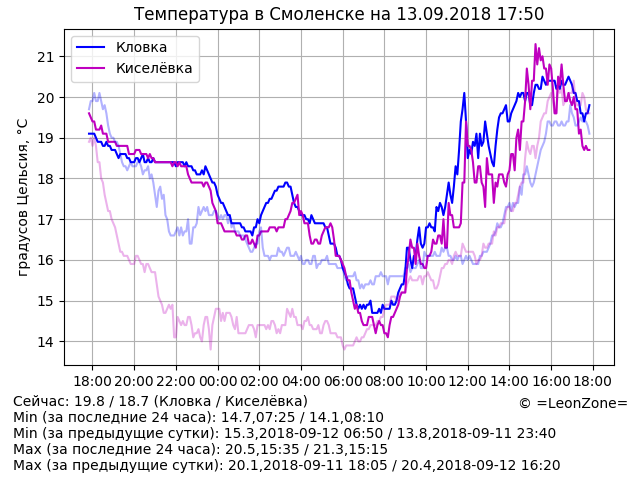 Температура в Смоленске на 13.09.2018 17:50
Кловка
Киселёвка
градусов Цельсия, °C
21
20
19
18
17
16
15
14
18:00 20:00 22:00 00:00 02:00 04:00 06:00 08:00 10:00 12:00 14:00 16:00 18:00
Сейчас: 19.8 / 18.7 (Кловка / Киселёвка)
© =LeonZone=
Min (за последние 24 часа): 14.7,07:25 / 14.1,08:10
Min (за предыдущие сутки): 15.3,2018-09-12 06:50 / 13.8,2018-09-11 23:40
Max (за последние 24 часа): 20.5,15:35 / 21.3,15:15
Max (за предыдущие сутки): 20.1,2018-09-11 18:05 / 20.4,2018-09-12 16:20